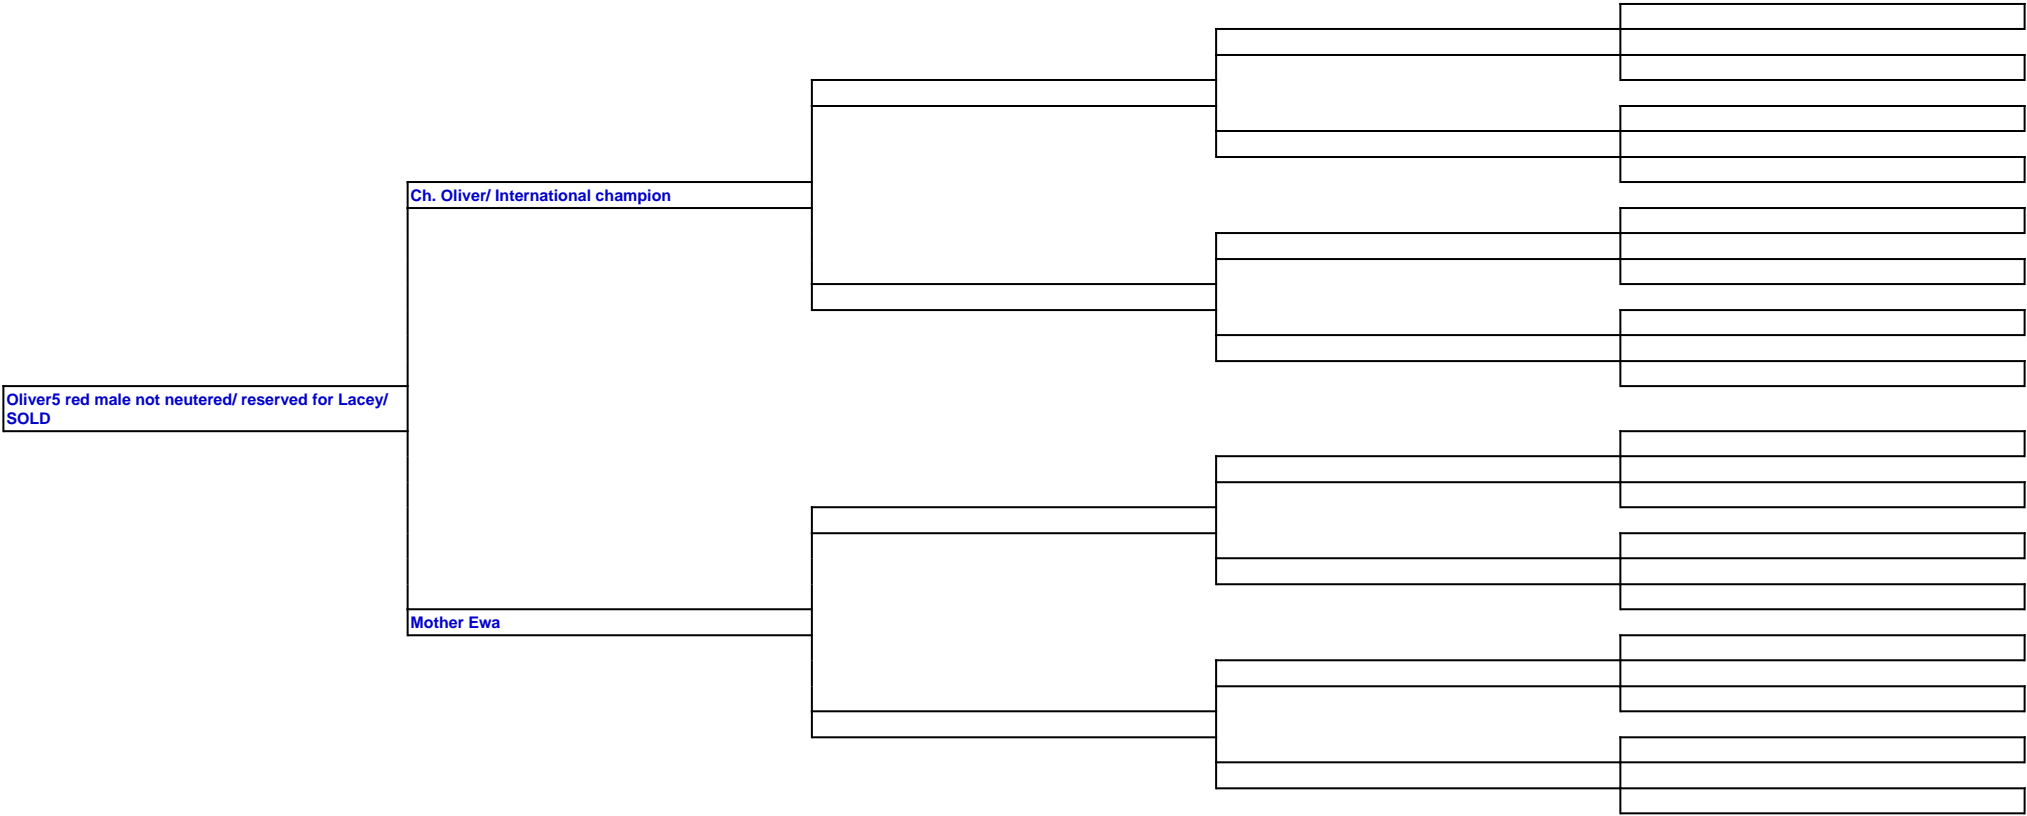 Ch. Oliver/ International champion
Oliver5 red male not neutered/ reserved for Lacey/
SOLD
Mother Ewa